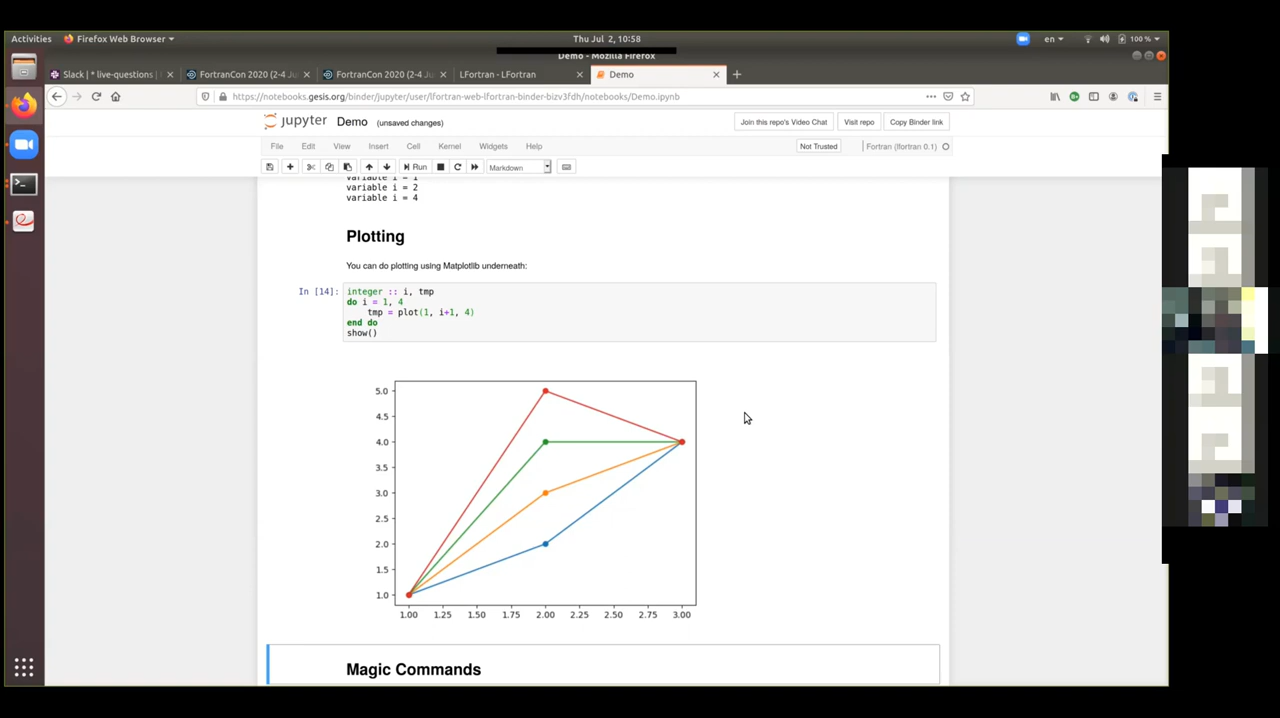 Activities Firefox Web Browser Thu Jul 2, 10:58 en 100 %
Demo - Mozilla Firefox
Slack | * live-questions | FortranCon 2020 (2-4 Ju FortranCon 2020 (2-4 Ju LFortran - LFortran Demo
https://notebooks.gesis.org/binder/jupyter/user/lfortran-web-lfortran-binder-bizv3fdh/notebooks/Demo.ipynb
jupyter Demo (unsaved changes) Join this repo's Video Chat Visit repo Copy Binder link
File Edit View Insert Cell Kernel Widgets Help Not Trusted Fortran (fortran 0.1)
Run Markdown
variable i = 1
variable i = 2
variable i = 4
Plotting
You can do plotting using Matplotlib underneath:
In [14]: integer :: i, tmp
do i = 1, 4
tmp = plot(1, i+1, 4)
end do
show()
5.0
4.5
4.0
3.5
3.0
2.5
2.0
1.5
1.0
1.00 1.25 1.50 1.75 2.00 2.25 2.50 2.75 3.00
Magic Commands